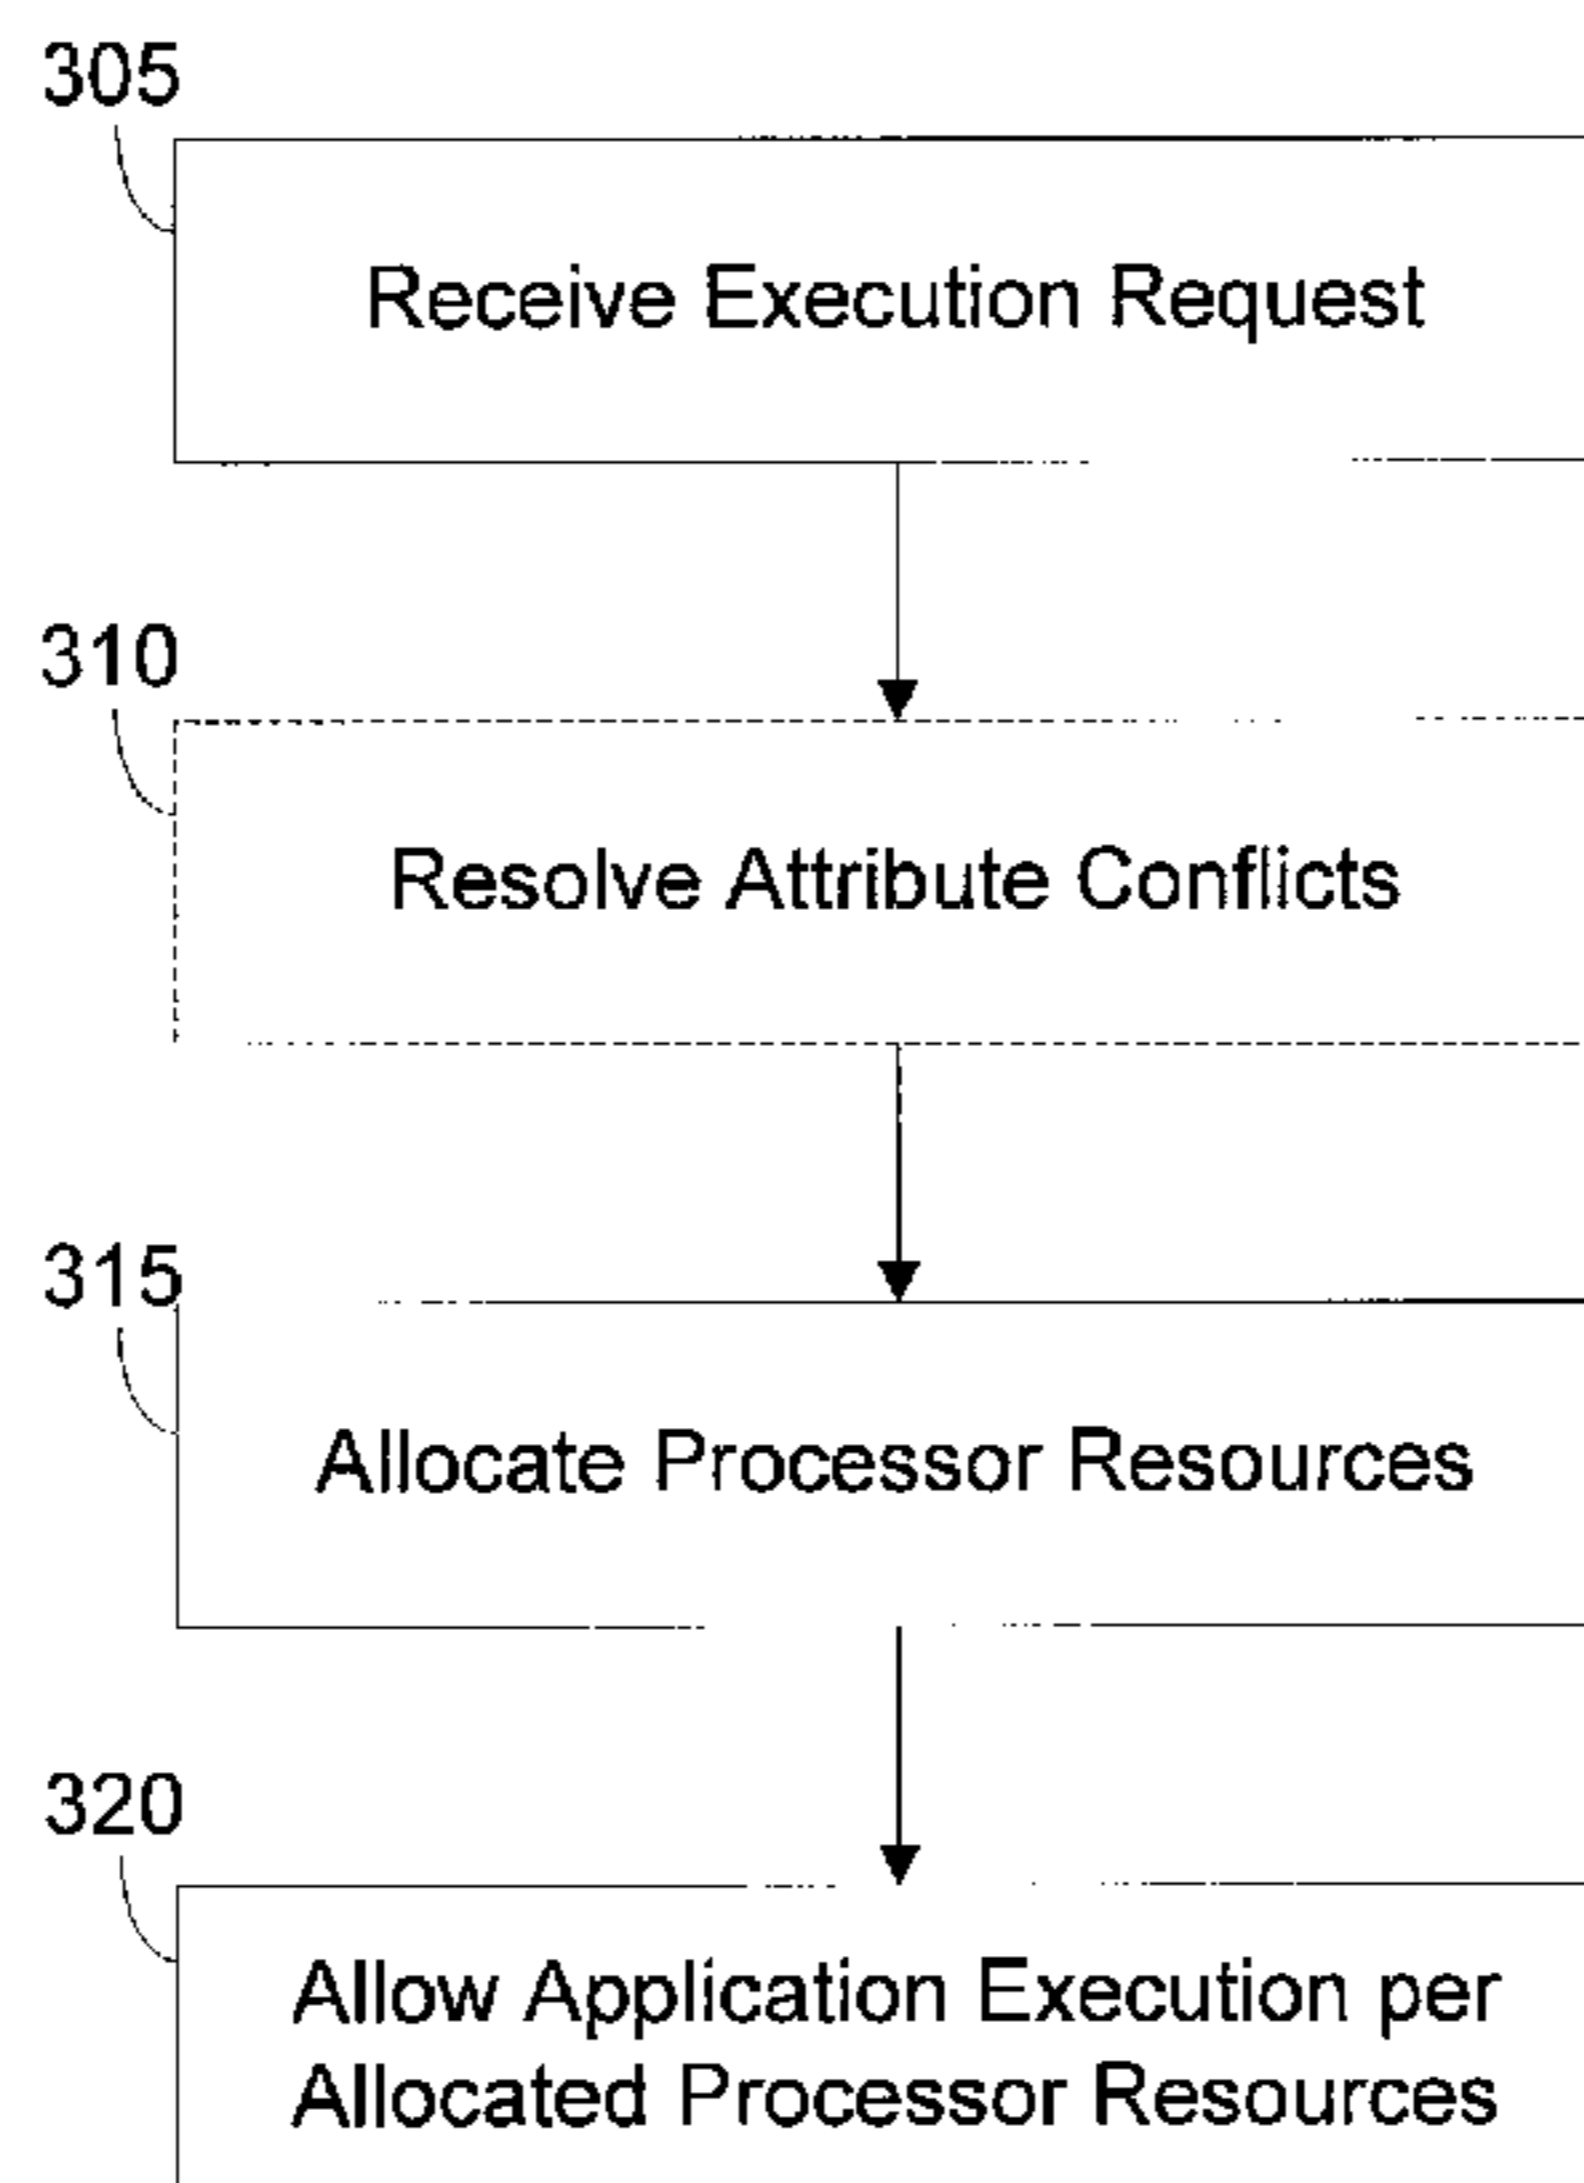 305
Receive Execution Request
310
Resolve Attribute Conflicts
315
Allocate Processor Resources
320
Allow Application Execution per
Allocated Processor Resources